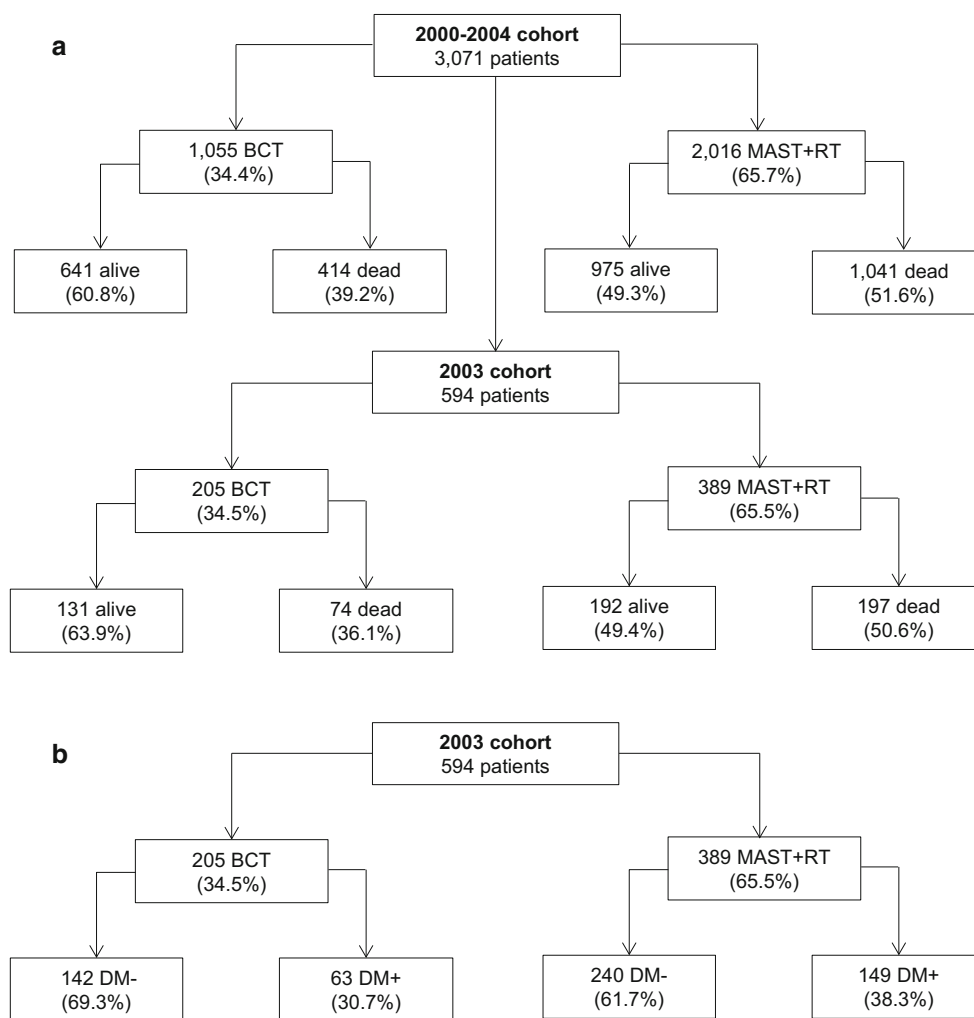 a
2000-2004 cohort
3,071 patients
1,055 BCT
(34.4%)
2,016 MAST+RT
(65.7%)
641 alive
(60.8%)
414 dead
(39.2%)
975 alive
(49.3%)
1,041 dead
(51.6%)
2003 cohort
594 patients
205 BCT
(34.5%)
389 MAST+RT
(65.5%)
131 alive
(63.9%)
74 dead
(36.1%)
192 alive
(49.4%)
197 dead
(50.6%)
b
2003 cohort
594 patients
205 BCT
(34.5%)
389 MAST+RT
(65.5%)
142 DM-
(69.3%)
63 DM+
(30.7%)
240 DM-
(61.7%)
149 DM+
(38.3%)